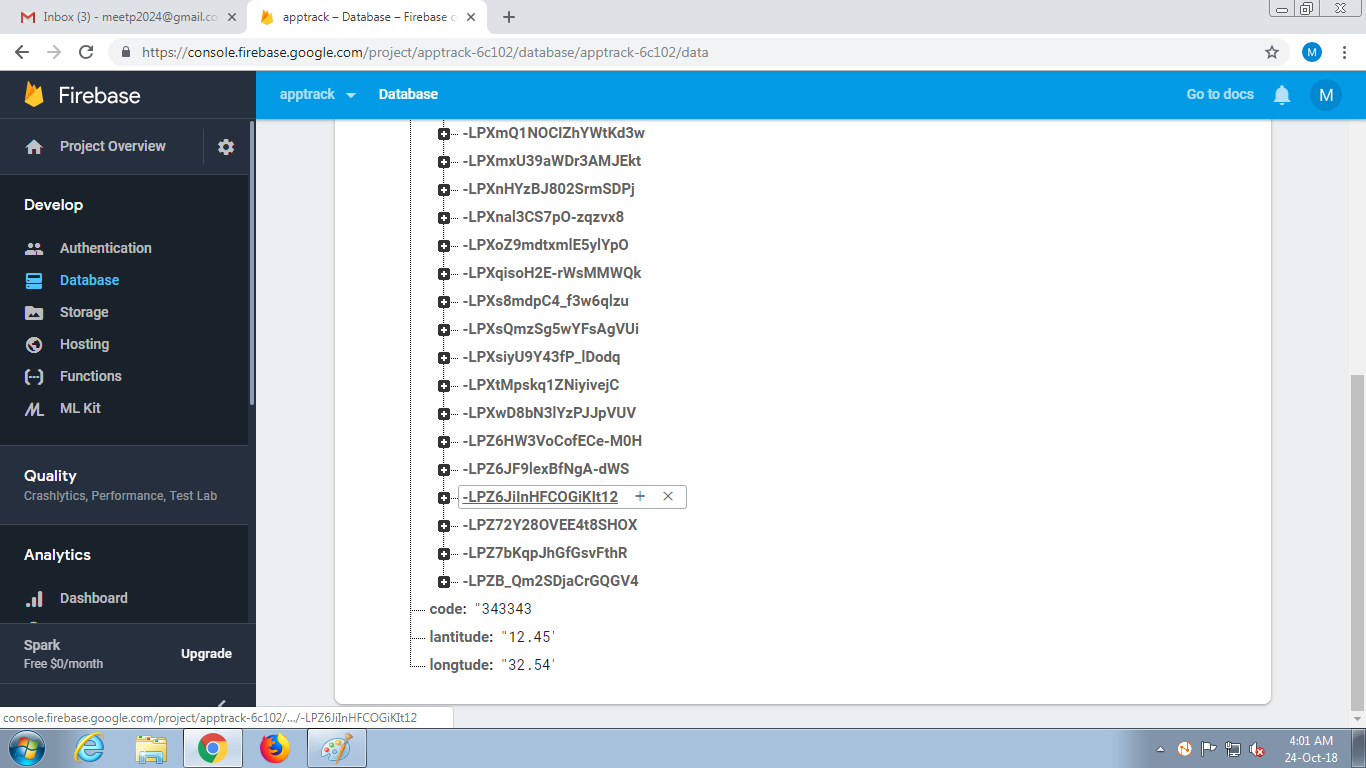 Inbox (3) - meetp2024@gmail.co
apptrack – Database – Firebase c
https://console.firebase.google.com/project/apptrack-6c102/database/apptrack-6c102/data
M
Firebase
apptrack
Database
Go to docs
M
Project Overview
Develop
Authentication
Database
Storage
Hosting
Functions
ML Kit
Quality
Crashlytics, Performance, Test Lab
Analytics
Dashboard
Spark
Free $0/month
Upgrade
-LPXmQ1NOCIZhYWtKd3w
-LPXmxU39aWDr3AMJEkt
-LPXnHYzBJ802SrmSDPj
-LPXnal3CS7pO-zqzvx8
-LPXoZ9mdtxmlE5ylYpO
-LPXqisoH2E-rWsMMWQk
-LPXs8mdpC4_f3w6qlzu
-LPXsQmzSg5wYFsAgVUi
-LPXsiyU9Y43fP_lDodq
-LPXtMpskq1ZNiyivejC
-LPXwD8bN3lYzPJJpVUV
-LPZ6HW3VoCofECe-M0H
-LPZ6JF9lexBfNgA-dWS
-LPZ6JiInHFCOGiKIt12
-LPZ72Y28OVEE4t8SHOX
-LPZ7bKqpJhGfGsvFthR
-LPZB_Qm2SDjaCrGQGV4
code: "343343
lantitude: "12.45"
longtude: "32.54"
console.firebase.google.com/project/apptrack-6c102/.../-LPZ6JiInHFCOGiKIt12
4:01 AM
24-Oct-18